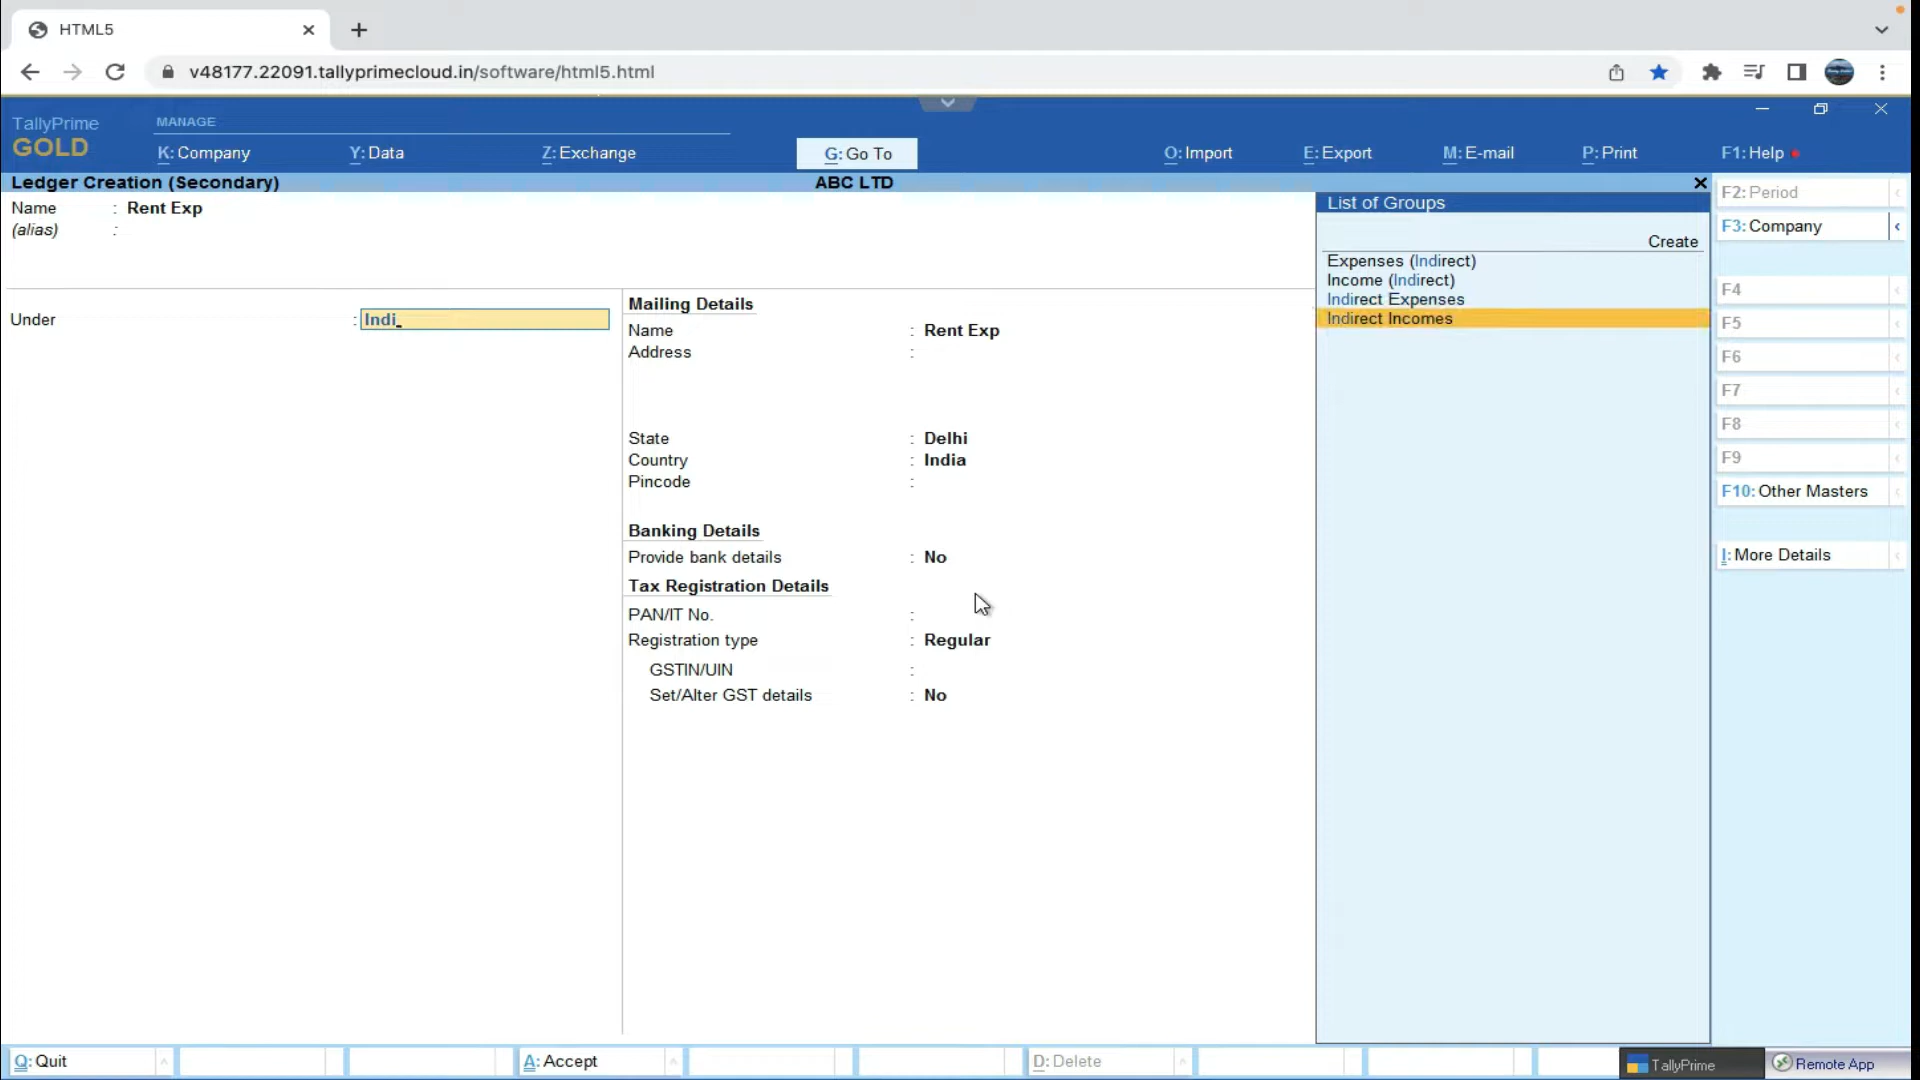 HTML5
v48177.22091.tallyprimecloud.in/software/html5.html
TallyPrime
GOLD
MANAGE
K: Company
Y: Data
Z: Exchange
G: Go To
O: Import
E: Export
M: E-mail
P: Print
F1: Help
Ledger Creation (Secondary)
ABC LTD
Name : Rent Exp
(alias) :
Under : Indi
Mailing Details
Name : Rent Exp
Address :
State : Delhi
Country : India
Pincode :
Banking Details
Provide bank details : No
Tax Registration Details
PAN/IT No. :
Registration type : Regular
GSTIN/UIN :
Set/Alter GST details : No
List of Groups
Create
Expenses (Indirect)
Income (Indirect)
Indirect Expenses
Indirect Incomes
F2: Period
F3: Company
F4
F5
F6
F7
F8
F9
F10: Other Masters
I: More Details
Q: Quit
A: Accept
D: Delete
TallyPrime
Remote App